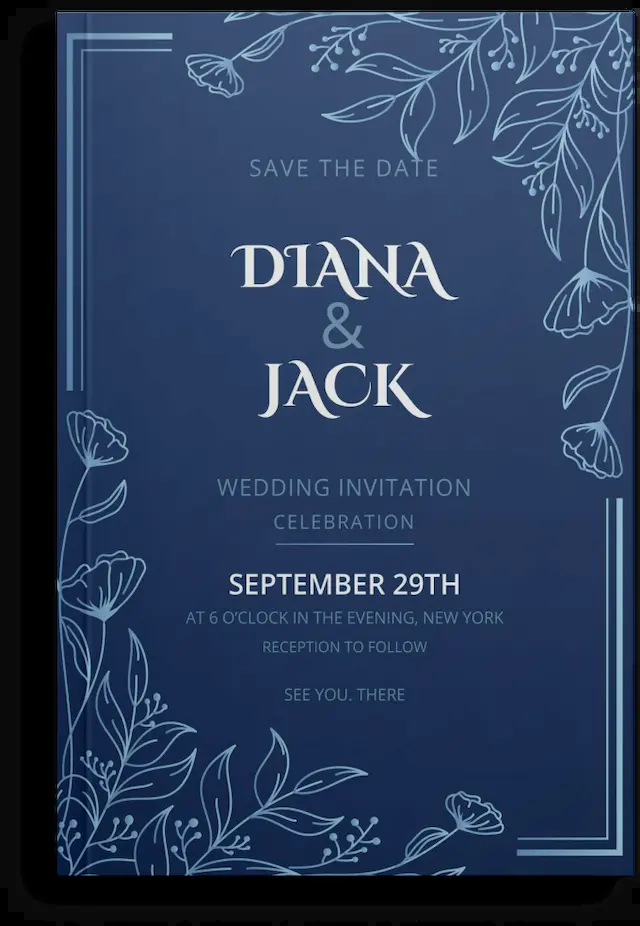 SAVE THE DATE
DIANA
&
JACK
WEDDING INVITATION
CELEBRATION
SEPTEMBER 29TH
AT 6 O’CLOCK IN THE EVENING, NEW YORK
RECEPTION TO FOLLOW
SEE YOU. THERE